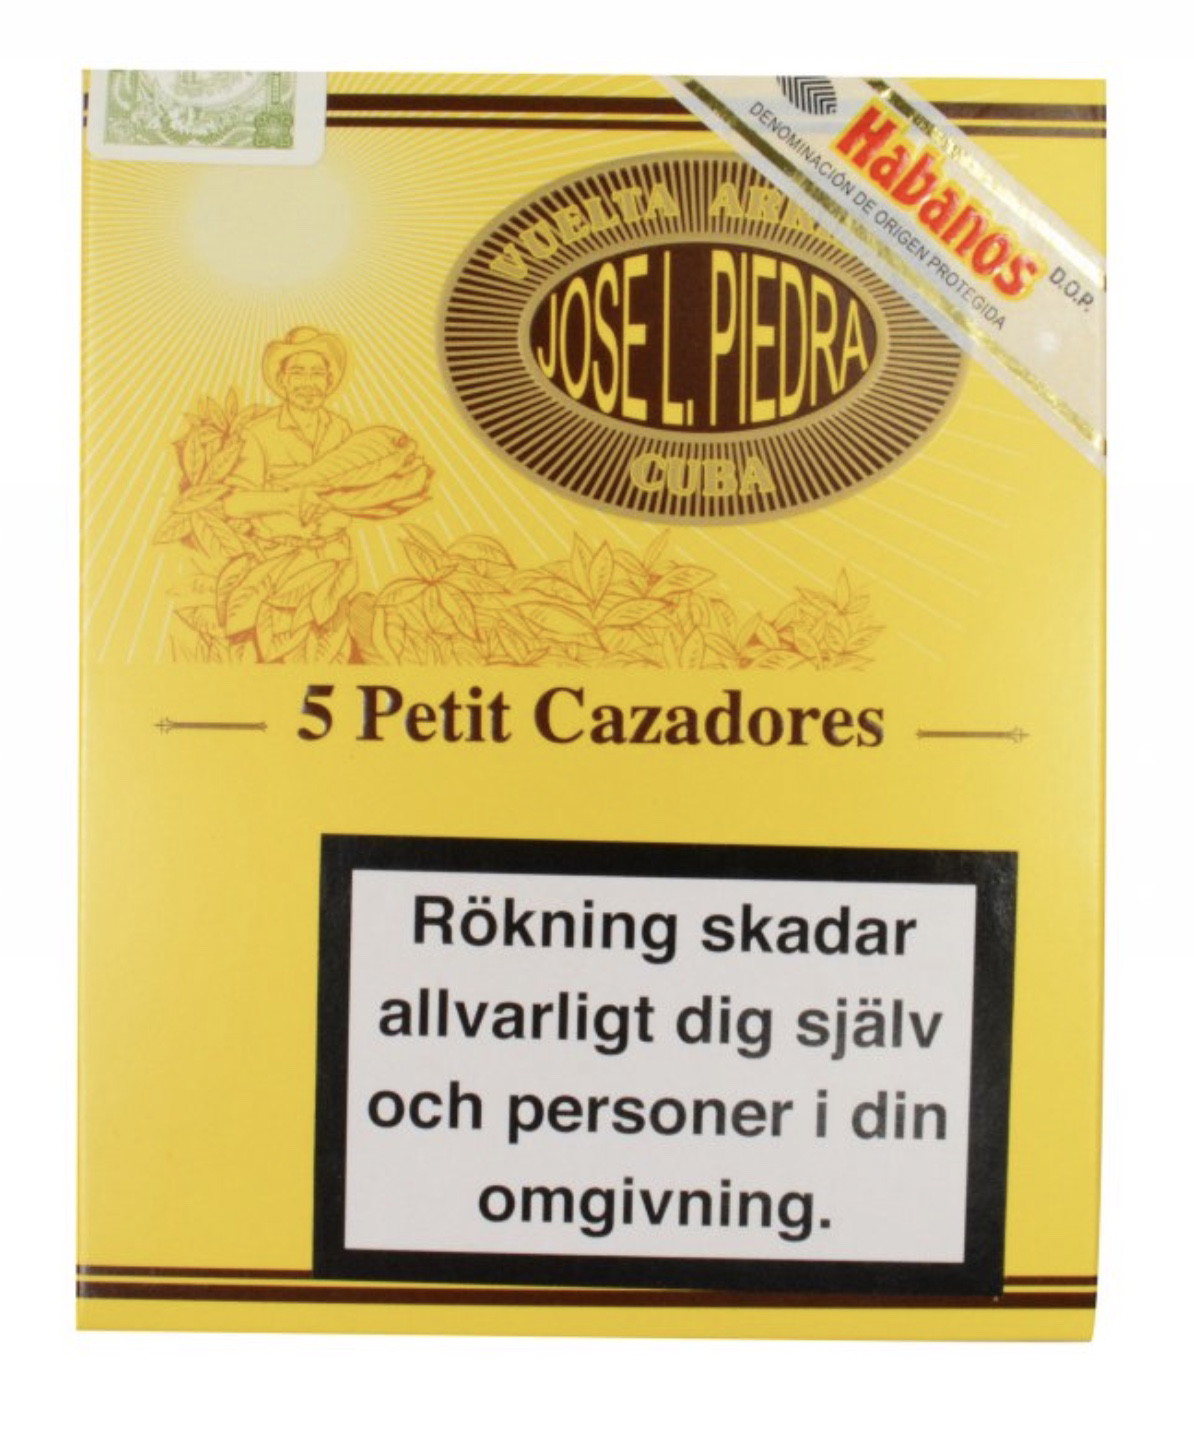 Habanos
DENOMINACIÓN DE ORIGEN PROTEGIDA
D.O.P.
VUELTA
JOSE L. PIEDRA
CUBA
5 Petit Cazadores
Rökning skadar
allvarligt dig själv
och personer i din
omgivning.